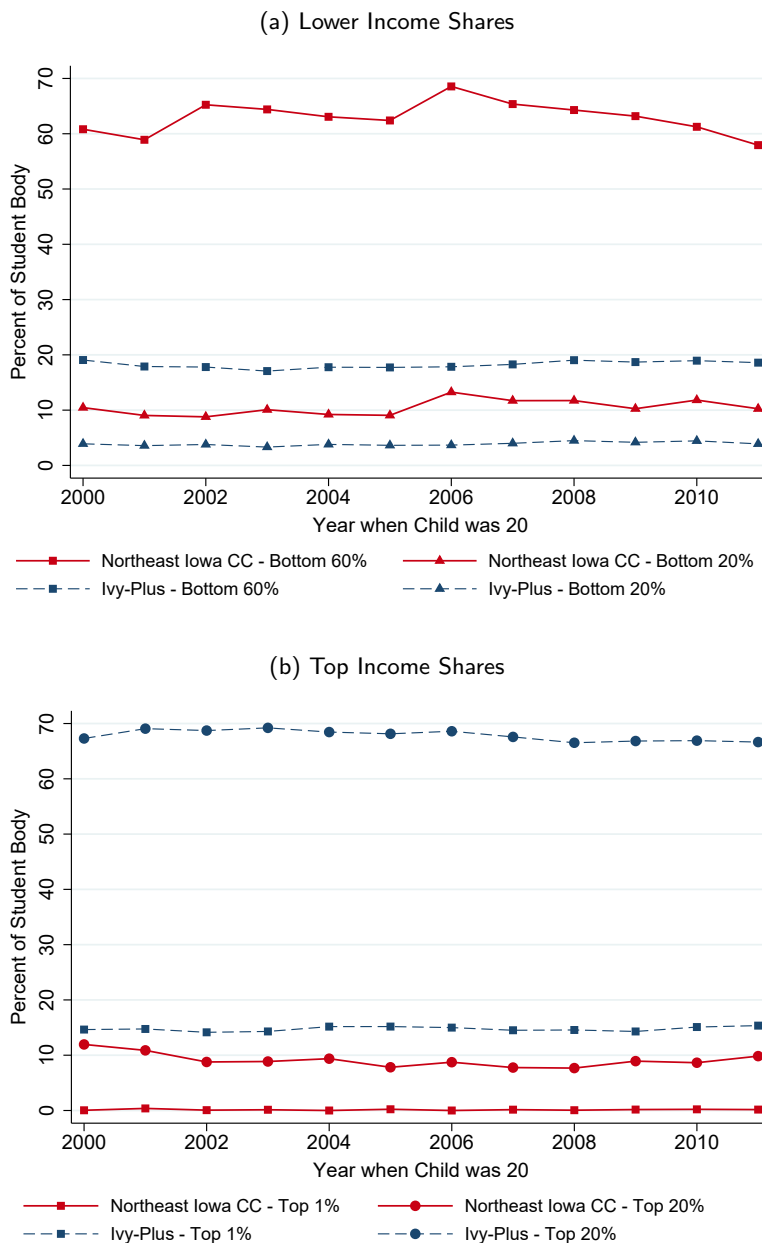 (a) Lower Income Shares
Percent of Student Body
70
60
50
40
30
20
10
0
2000 2002 2004 2006 2008 2010
Year when Child was 20
Northeast Iowa CC - Bottom 60% Northeast Iowa CC - Bottom 20%
Ivy-Plus - Bottom 60% Ivy-Plus - Bottom 20%
(b) Top Income Shares
Percent of Student Body
70
60
50
40
30
20
10
0
2000 2002 2004 2006 2008 2010
Year when Child was 20
Northeast Iowa CC - Top 1% Northeast Iowa CC - Top 20%
Ivy-Plus - Top 1% Ivy-Plus - Top 20%